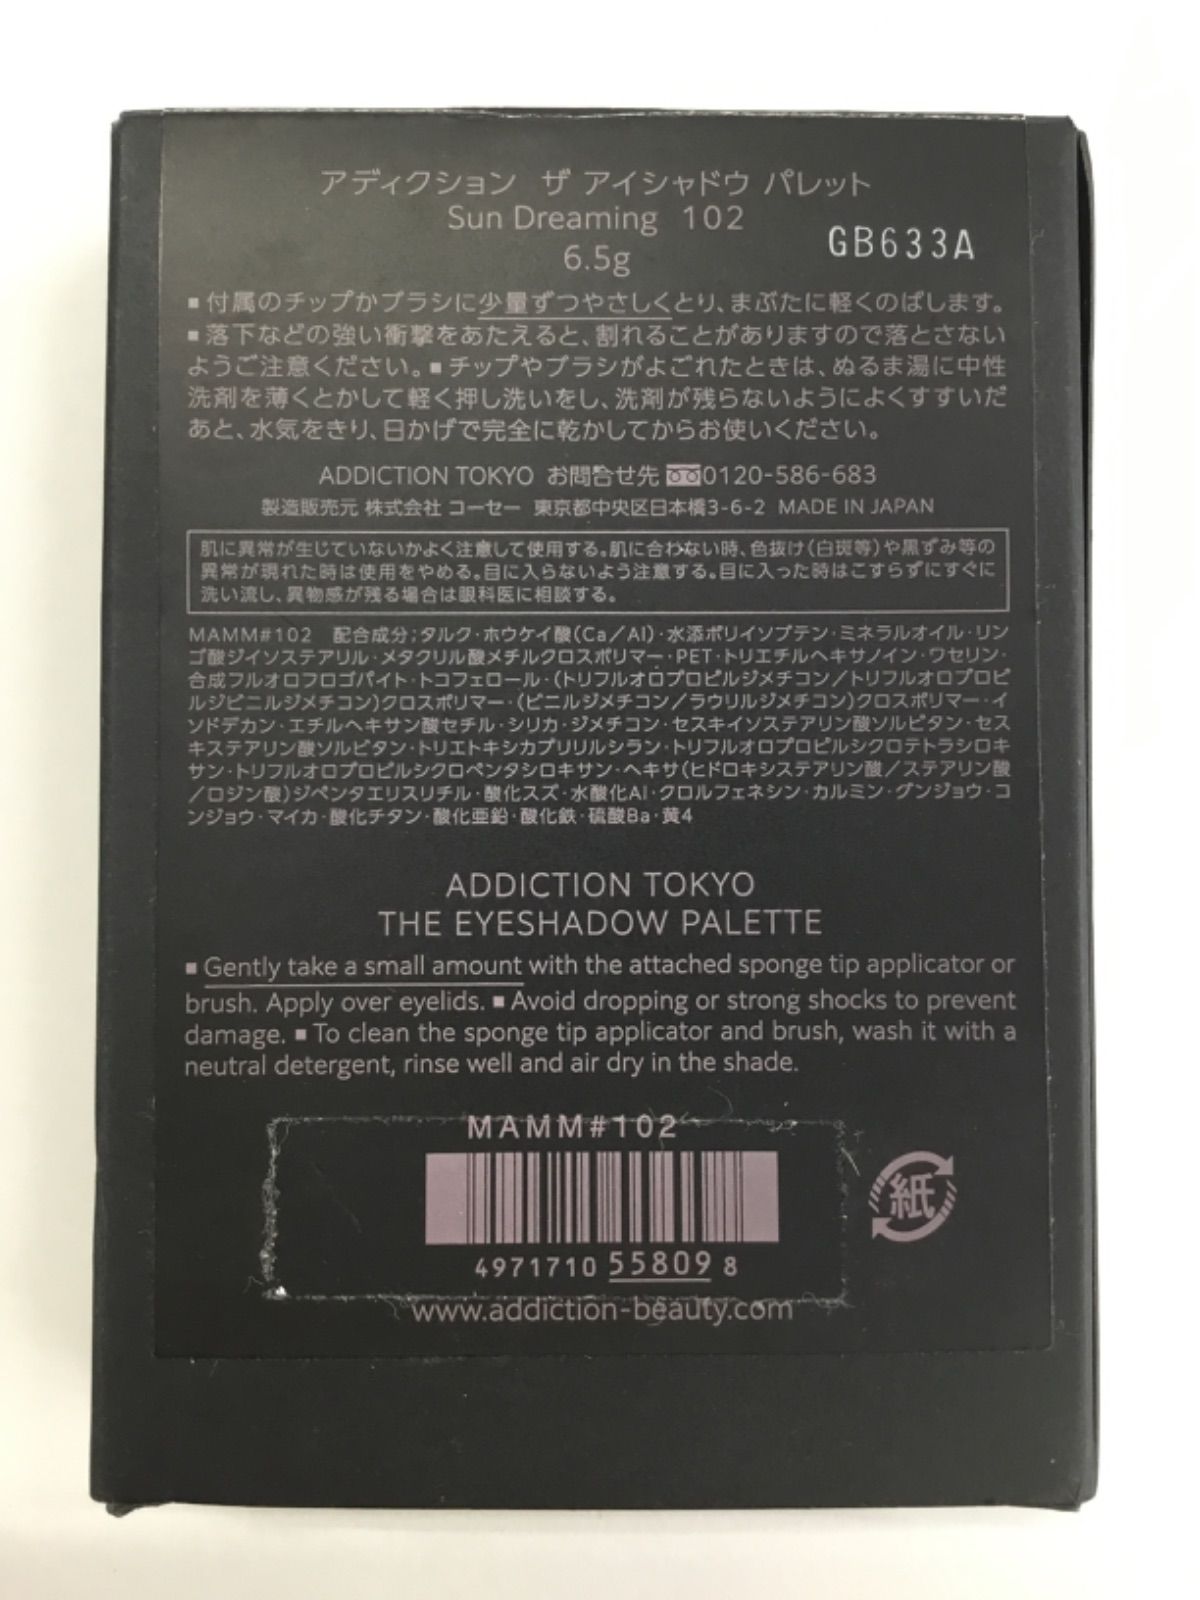 アディクション ザ アイシャドウ パレット
Sun Dreaming 102
GB633A
6.5g
▪付属のチップかブラシに少量ずつやさしくとり、まぶたに軽くのばします。
▪落下などの強い衝撃をあたえると、割れることがありますので落とさない
ようご注意ください。▪チップやブラシがよごれたときは、ぬるま湯に中性
洗剤を薄くとかして軽く押し洗いをし、洗剤が残らないようによくすすいだ
あと、水気をきり、日かげで完全に乾かしてからお使いください。
ADDICTION TOKYO お問合せ先 0120-586-683
製造販売元 株式会社 コーセー 東京都中央区日本橋3-6-2 MADE IN JAPAN
肌に異常が生じていないかよく注意して使用する。肌に合わない時、色抜け(白斑等)や黒ずみ等の
異常が現れた時は使用をやめる。目に入らないよう注意する。目に入った時はこすらずにすぐに
洗い流し、異物感が残る場合は眼科医に相談する。
MAMM#102 配合成分;タルク・ホウケイ酸(Ca/Al)・水添ポリイソブテン・ミネラルオイル・リン
ゴ酸ジイソステアリル・メタクリル酸メチルクロスポリマー・PET・トリエチルヘキサノイン・ワセリン・
合成フルオロフロゴパイト・トコフェロール・(トリフルオロプロピルジメチコン/トリフルオロプロピ
ルジビニルジメチコン)クロスポリマー・(ビニルジメチコン/ラウリルジメチコン)クロスポリマー・イ
ソドデカン・エチルヘキサン酸セチル・シリカ・ジメチコン・セスキイソステアリン酸ソルビタン・セス
キステアリン酸ソルビタン・トリエトキシカプリリルシラン・トリフルオロプロピルシクロテトラシロキ
サン・トリフルオロプロピルシクロペンタシロキサン・ヘキサ(ヒドロキシステアリン酸/ステアリン酸
/ロジン酸)ジペンタエリスリチル・酸化スズ・水酸化Al・クロルフェネシン・カルミン・グンジョウ・コ
ンジョウ・マイカ・酸化チタン・酸化亜鉛・酸化鉄・硫酸Ba・黄4
ADDICTION TOKYO
THE EYESHADOW PALETTE
▪Gently take a small amount with the attached sponge tip applicator or
brush. Apply over eyelids. ▪Avoid dropping or strong shocks to prevent
damage. ▪To clean the sponge tip applicator and brush, wash it with a
neutral detergent, rinse well and air dry in the shade.
MAMM#102
紙
4971710 55809 8
www.addiction-beauty.com